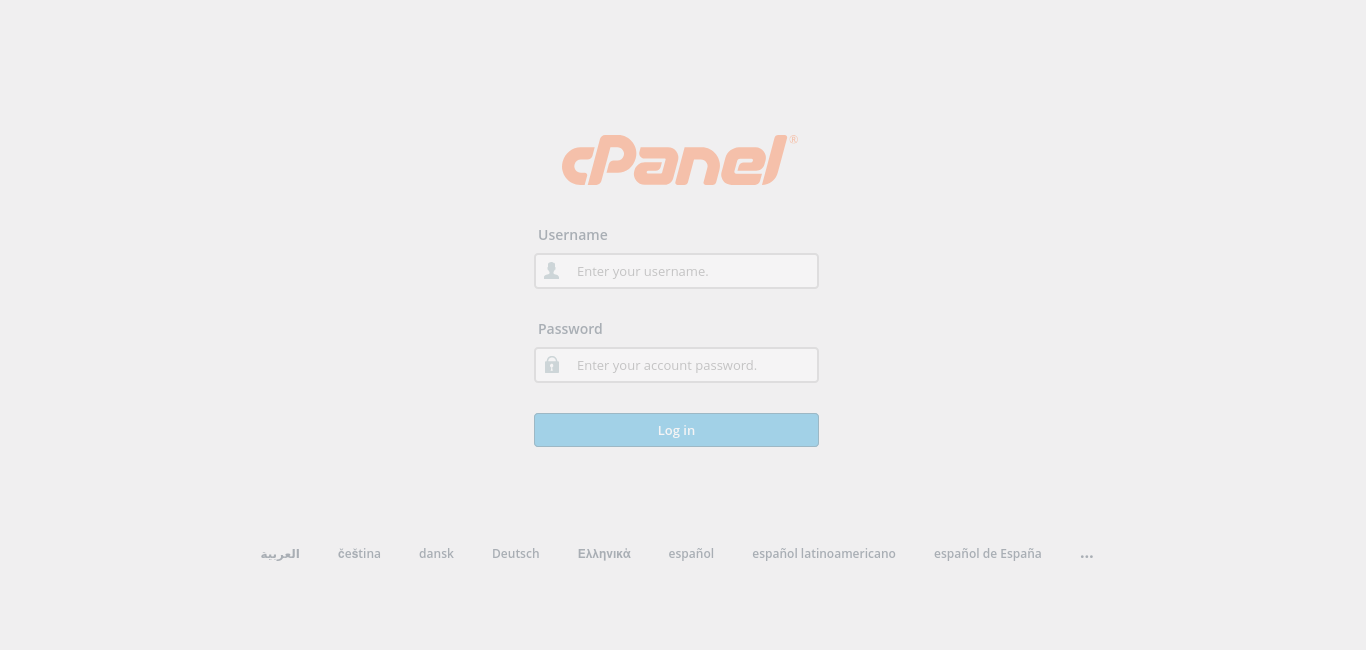 cPanel®
Username
Enter your username.
Password
Enter your account password.
Log in
العربية čeština dansk Deutsch Ελληνικά español español latinoamericano español de España ...